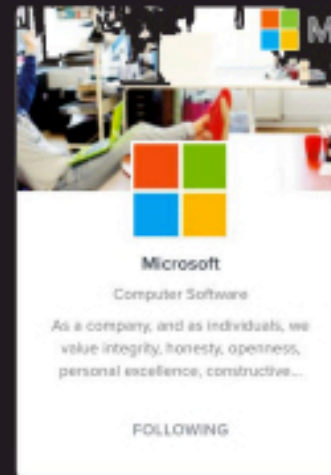 M
Microsoft
Computer Software
As a company, and as individuals, we
value integrity, honesty, openness,
personal excellence, constructive...
FOLLOWING